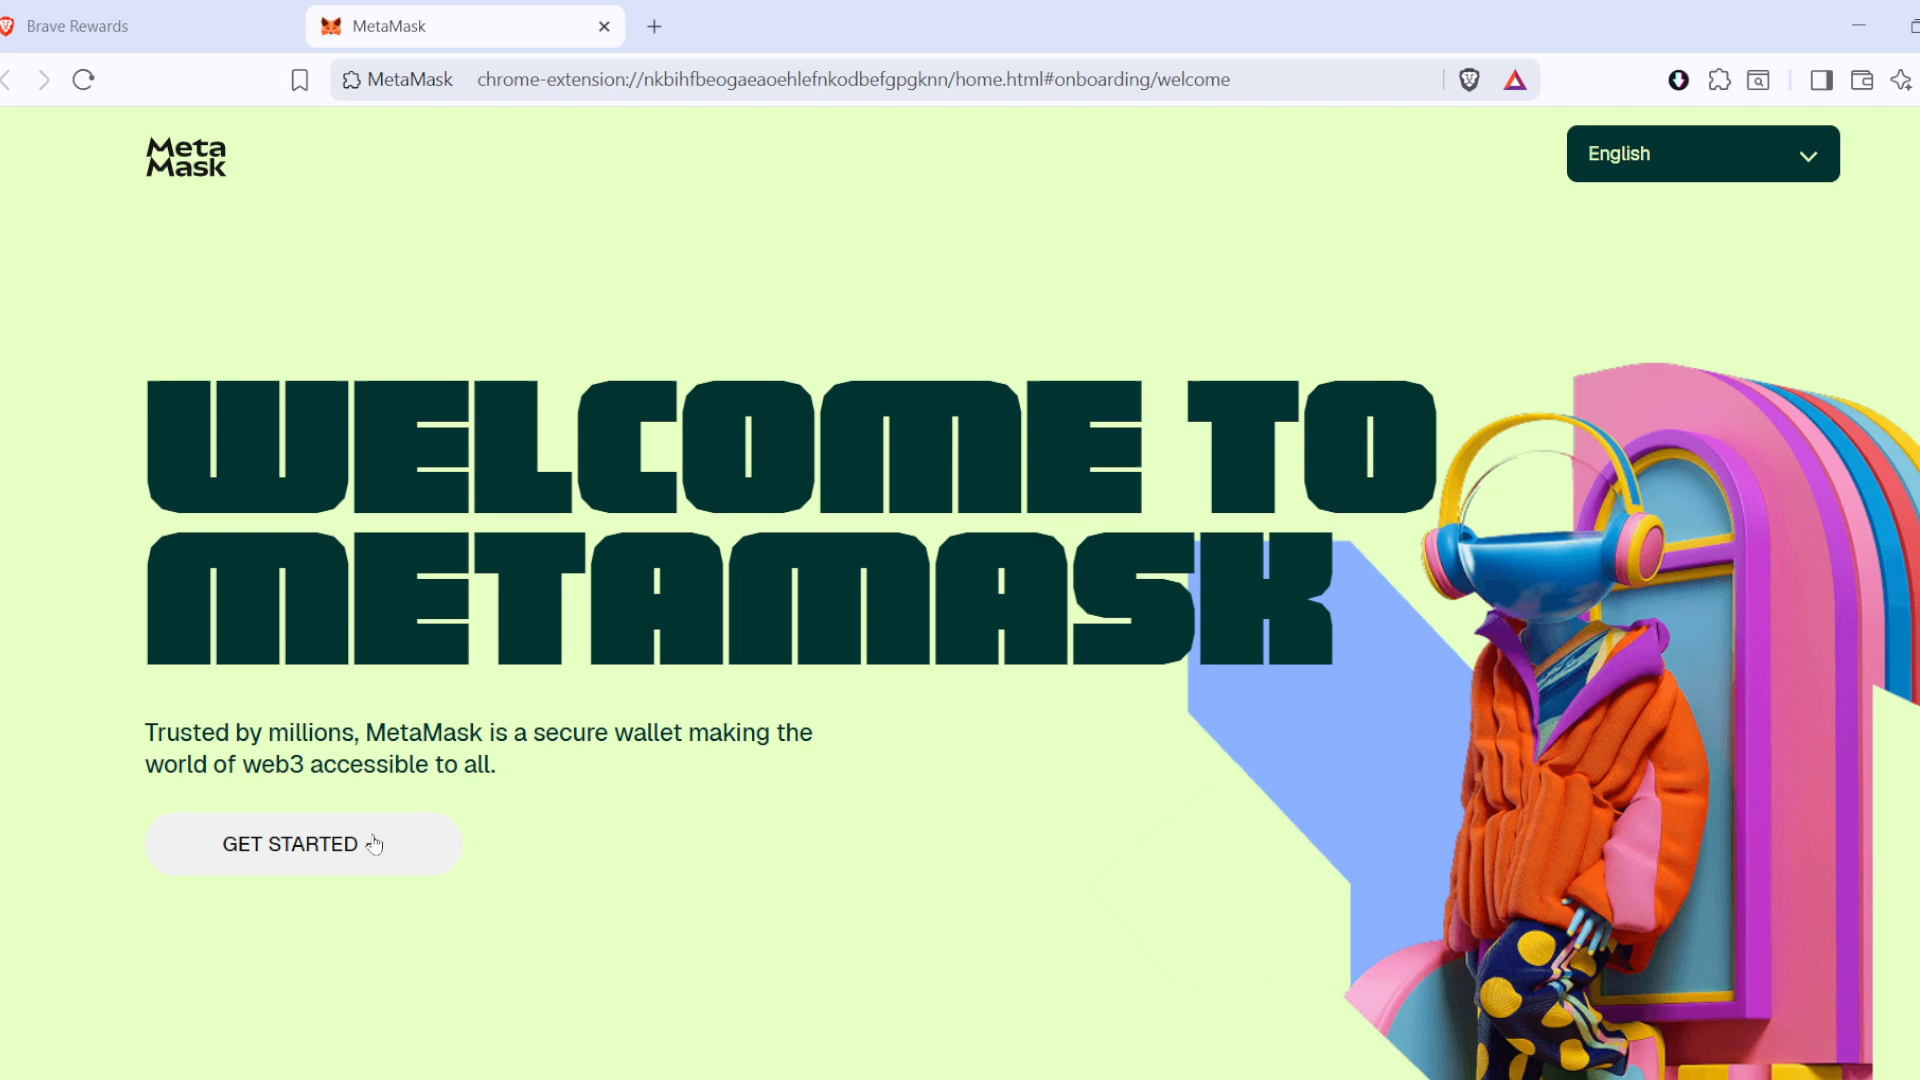 Brave Rewards
MetaMask
MetaMask chrome-extension://nkbihfbeogaeaoehlefnkodbefgpgknn/home.html#onboarding/welcome
Meta
Mask
English
WELCOME TO
METAMASK
Trusted by millions, MetaMask is a secure wallet making the
world of web3 accessible to all.
GET STARTED